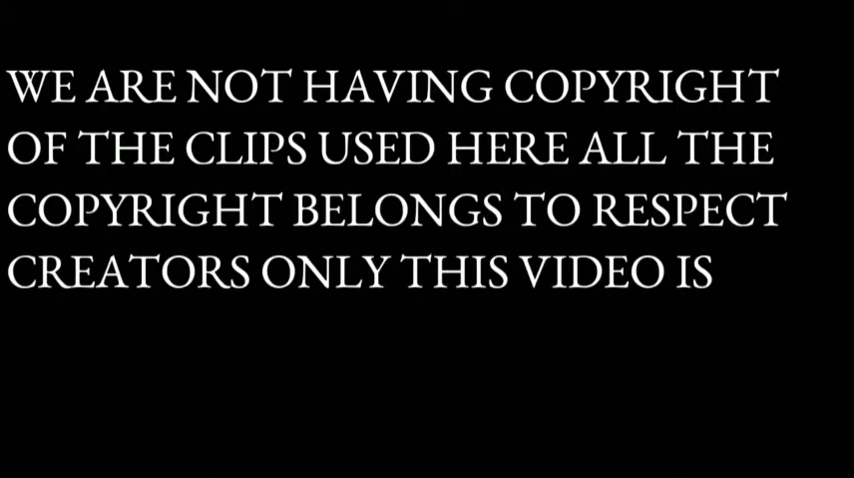 WE ARE NOT HAVING COPYRIGHT
OF THE CLIPS USED HERE ALL THE
COPYRIGHT BELONGS TO RESPECT
CREATORS ONLY THIS VIDEO IS